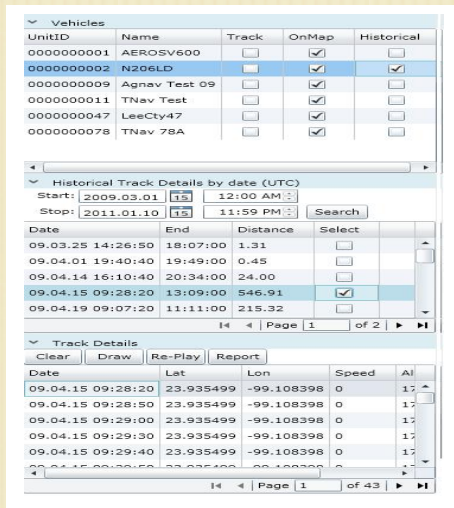 Vehicles
UnitID Name Track OnMap Historical
0000000001 AEROSV600
0000000002 N206LD
0000000009 Agnav Test 09
0000000011 TNav Test
0000000047 LeeCty47
0000000078 TNav 78A
Historical Track Details by date (UTC)
Start: 2009.03.01 15 12:00 AM
Stop: 2011.01.10 15 11:59 PM Search
Date End Distance Select
09.03.25 14:26:50 18:07:00 1.31
09.04.01 19:40:40 19:49:00 0.45
09.04.14 16:10:40 20:34:00 24.00
09.04.15 09:28:20 13:09:00 546.91
09.04.19 09:07:20 11:11:00 215.32
Page 1 of 2
Track Details
Clear Draw Re-Play Report
Date Lat Lon Speed Al
09.04.15 09:28:20 23.935499 -99.108398 0 17
09.04.15 09:28:50 23.935499 -99.108398 0 17
09.04.15 09:29:00 23.935499 -99.108398 0 17
09.04.15 09:29:30 23.935499 -99.108398 0 17
09.04.15 09:29:40 23.935499 -99.108398 0 17
Page 1 of 43